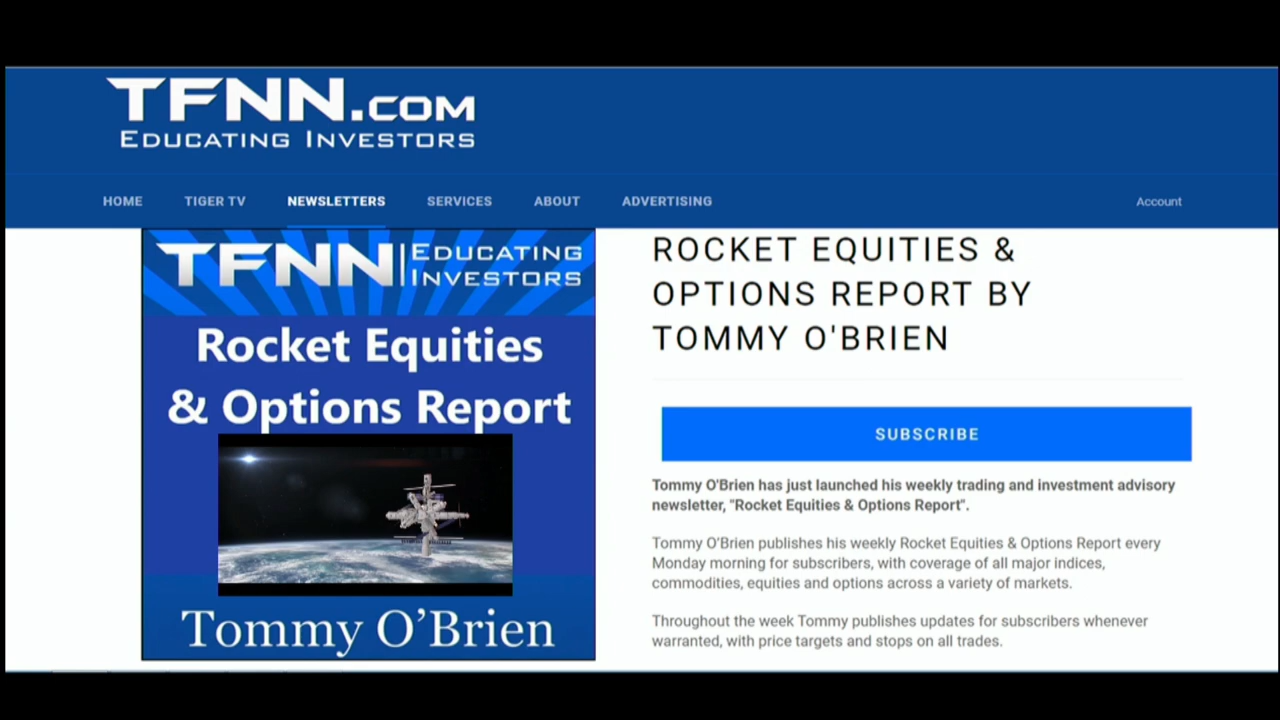 TFNN.COM
EDUCATING INVESTORS
HOME TIGER TV NEWSLETTERS SERVICES ABOUT ADVERTISING Account
TFNN|EDUCATING
INVESTORS
Rocket Equities
& Options Report
Tommy O’Brien
ROCKET EQUITIES &
OPTIONS REPORT BY
TOMMY O'BRIEN
SUBSCRIBE
Tommy O'Brien has just launched his weekly trading and investment advisory
newsletter, "Rocket Equities & Options Report".
Tommy O'Brien publishes his weekly Rocket Equities & Options Report every
Monday morning for subscribers, with coverage of all major indices,
commodities, equities and options across a variety of markets.
Throughout the week Tommy publishes updates for subscribers whenever
warranted, with price targets and stops on all trades.